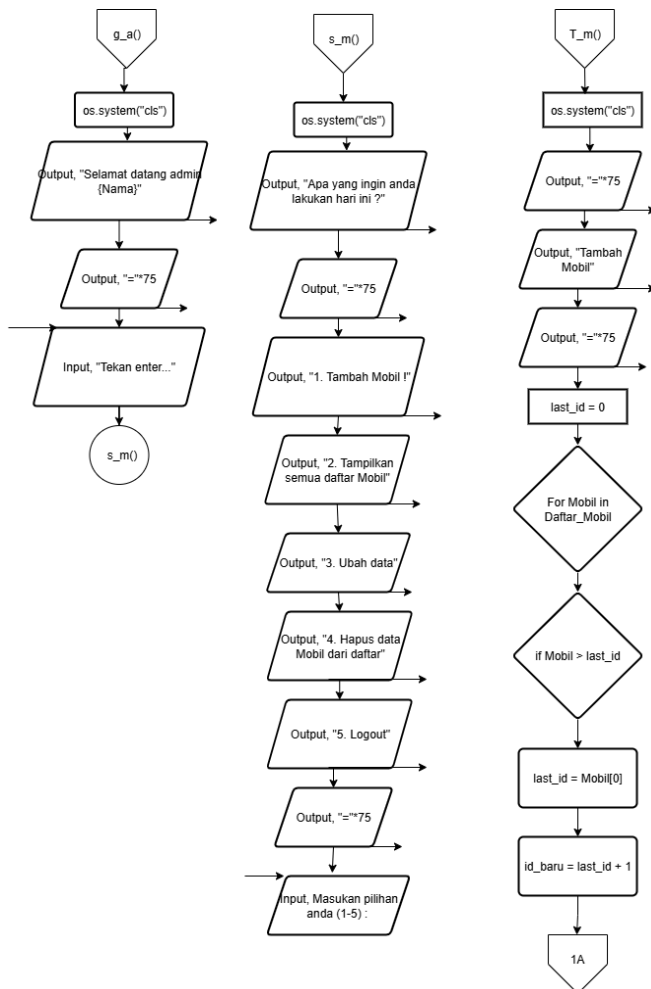 g_a()
os.system("cls")
Output, "Selamat datang admin
{Nama}"
Output, "="*75
Input, "Tekan enter..."
s_m()
s_m()
os.system("cls")
Output, "Apa yang ingin anda
lakukan hari ini ?"
Output, "="*75
Output, "1. Tambah Mobil !"
Output, "2. Tampilkan
semua daftar Mobil"
Output, "3. Ubah data"
Output, "4. Hapus data
Mobil dari daftar"
Output, "5. Logout"
Output, "="*75
Input, Masukan pilihan
anda (1-5) :
T_m()
os.system("cls")
Output, "="*75
Output, "Tambah
Mobil"
Output, "="*75
last_id = 0
For Mobil in
Daftar_Mobil
if Mobil > last_id
last_id = Mobil[0]
id_baru = last_id + 1
1A